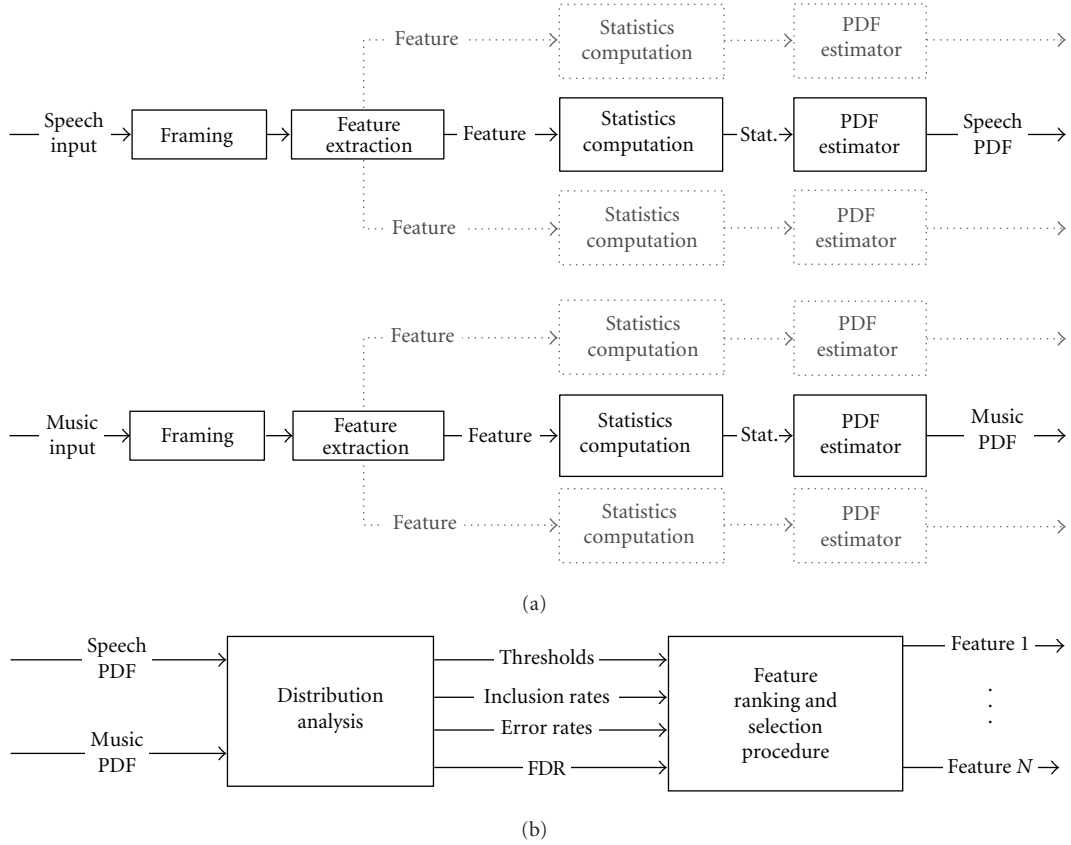 Feature
Statistics
computation
PDF
estimator
Speech
input
Framing
Feature
extraction
Feature
Statistics
computation
Stat.
PDF
estimator
Speech
PDF
Feature
Statistics
computation
PDF
estimator
Feature
Statistics
computation
PDF
estimator
Music
input
Framing
Feature
extraction
Feature
Statistics
computation
Stat.
PDF
estimator
Music
PDF
Feature
Statistics
computation
PDF
estimator
(a)
Speech
PDF
Music
PDF
Distribution
analysis
Thresholds
Inclusion rates
Error rates
FDR
Feature
ranking and
selection
procedure
Feature 1
Feature N
(b)